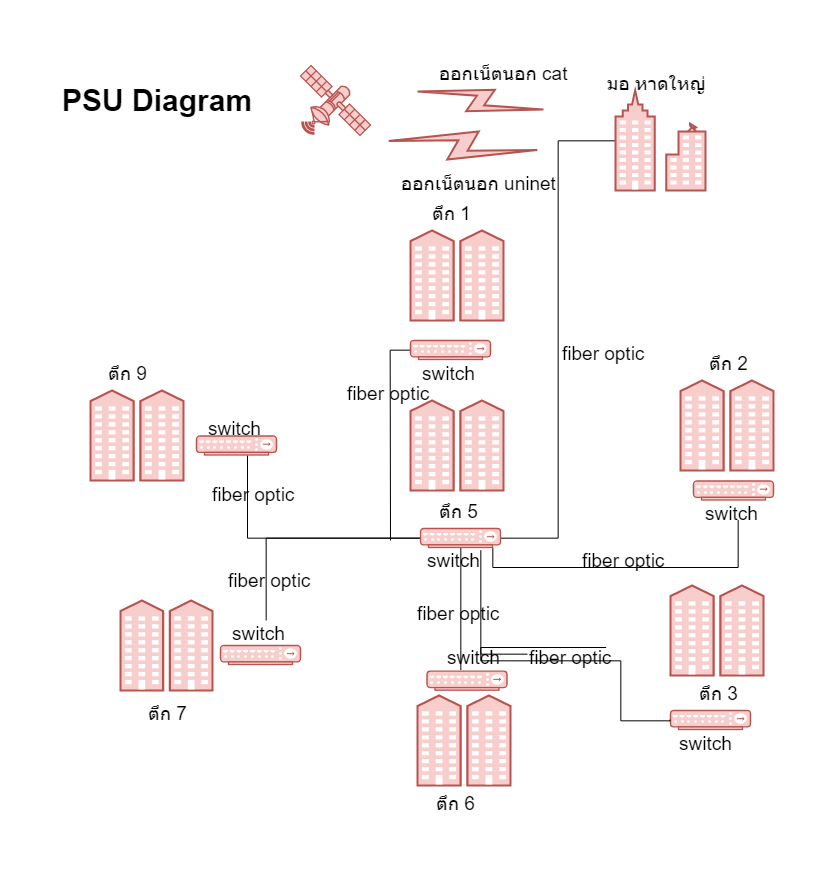 ออกเน็ตนอก cat
มอ หาดใหญ่
PSU Diagram
ออกเน็ตนอก uninet
ตึก 1
fiber optic
ตึก 2
switch
ตึก 9
fiber optic
switch
fiber optic
ตึก 5
switch
switch
fiber optic
fiber optic
fiber optic
switch
ตึก 7
switch
fiber optic
ตึก 3
switch
ตึก 6